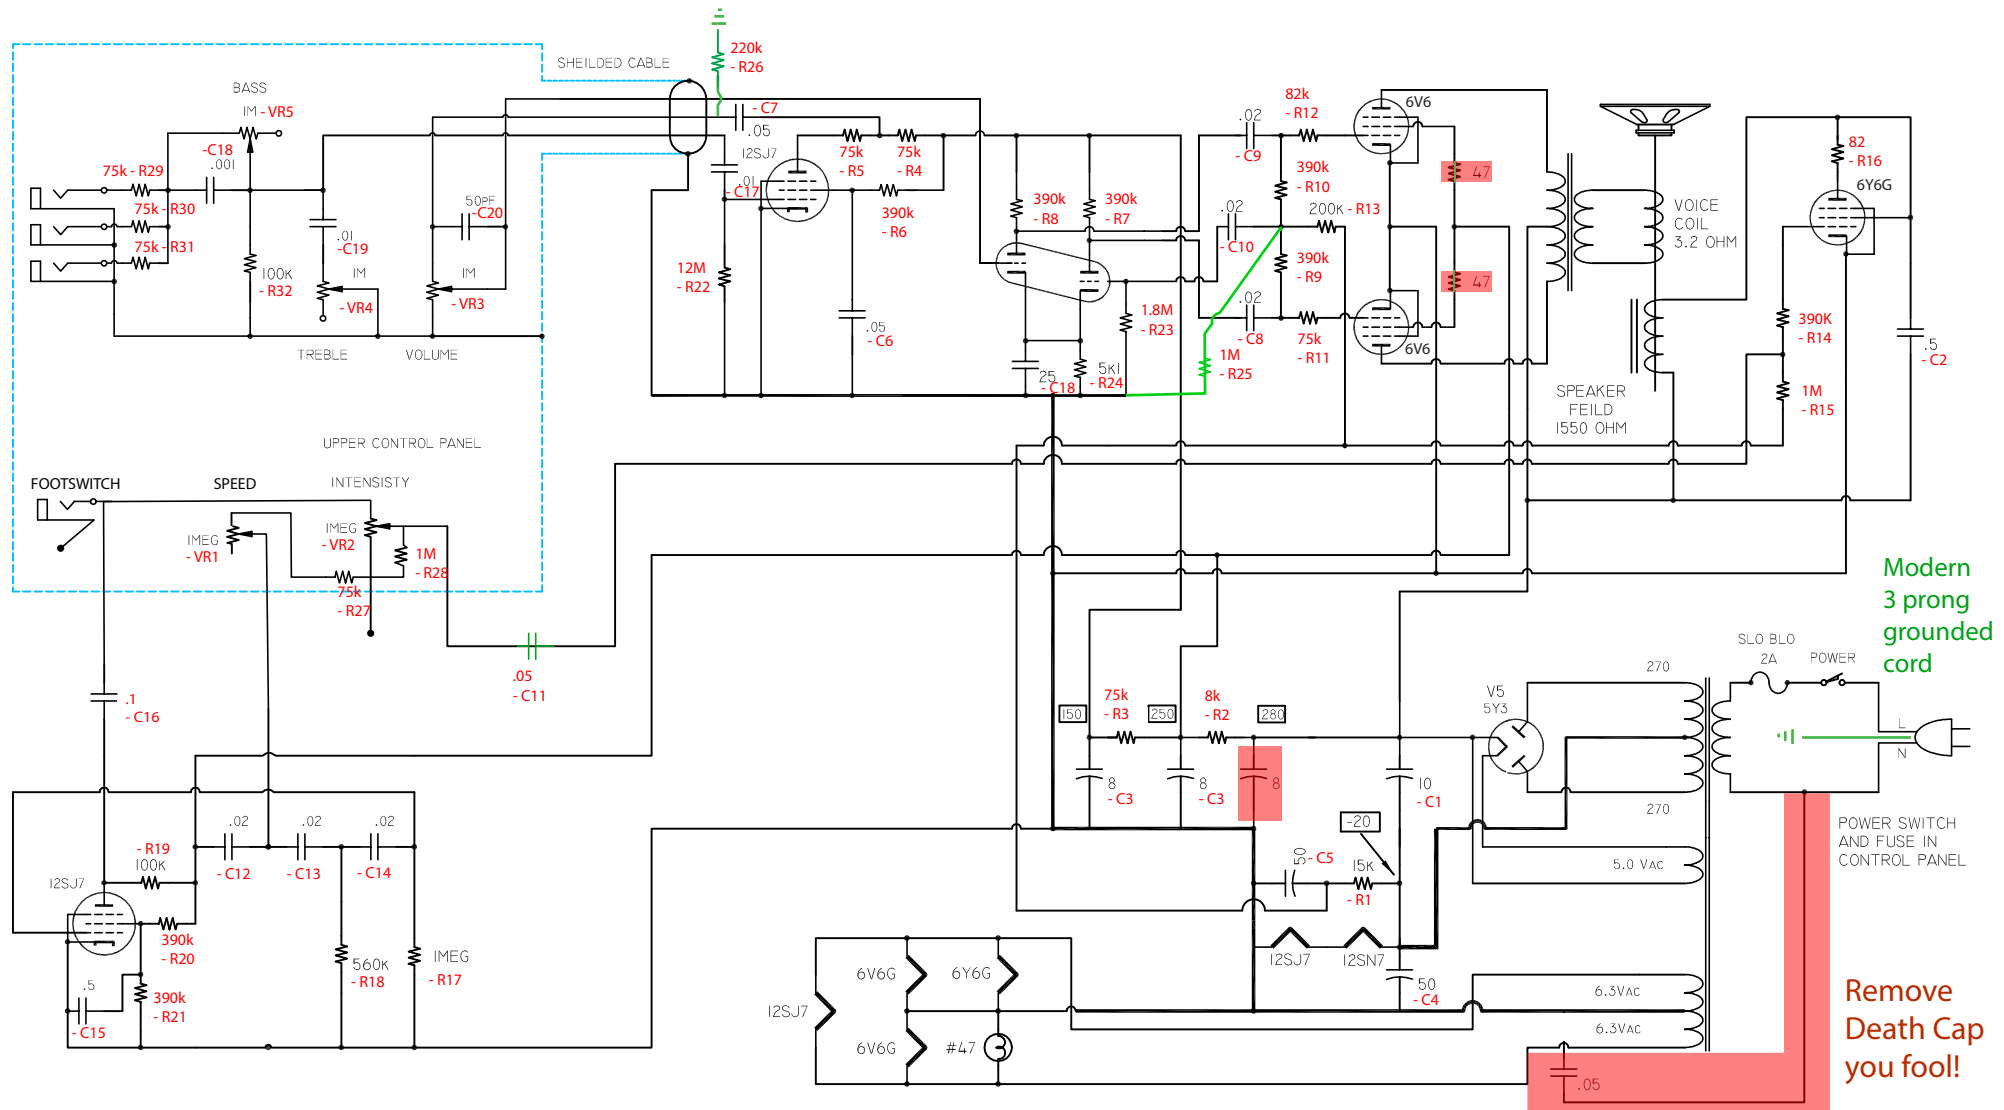 SHEILDED CABLE
220k
- R26
BASS
1M - VR5
- C7
.05
12SJ7
-C18
.001
75k - R29
75k - R30
75k - R31
50PF
-C20
.01
-C19
100K
- R32
1M
- VR4
1M
- VR3
TREBLE
VOLUME
.01
- C17
12M
- R22
75k
- R5
75k
- R4
390k
- R6
.05
- C6
390k
- R8
390k
- R7
25
- C18
5K1
- R24
1.8M
- R23
.02
- C9
.02
- C10
.02
- C8
82k
- R12
390k
- R10
200K - R13
390k
- R9
75k
- R11
1M
- R25
6V6
47
47
6V6
VOICE
COIL
3.2 OHM
SPEAKER
FEILD
1550 OHM
82
- R16
6Y6G
390K
- R14
1M
- R15
.5
- C2
UPPER CONTROL PANEL
FOOTSWITCH
SPEED
INTENSISTY
1MEG
- VR1
1MEG
- VR2
1M
- R28
75k
- R27
.05
- C11
.1
- C16
- R19
100K
12SJ7
.02
- C12
.02
- C13
.02
- C14
390k
- R20
.5
- C15
390k
- R21
560K
- R18
1MEG
- R17
150
75k
- R3
250
8k
- R2
280
8
- C3
8
- C3
8
10
- C1
-20
50
- C5
15K
- R1
12SJ7
12SN7
50
- C4
12SJ7
6V6G
6Y6G
6V6G
#47
V5
5Y3
270
270
5.0 VAC
6.3VAC
6.3VAC
.05
SLO BLO
2A
POWER
L
N
Modern
3 prong
grounded
cord
POWER SWITCH
AND FUSE IN
CONTROL PANEL
Remove
Death Cap
you fool!